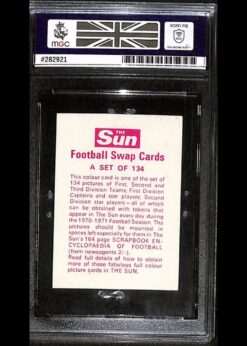 mgc
#282921
THE
Sun
Football Swap Cards
A SET OF 134
This colour card is one of the set of
134 pictures of First, Second and
Third Division Teams, First Division
Captains and star players, Second
Division star players – all of which
can be obtained with tokens that
appear in The Sun every day during
the 1970-1971 Football Season. The
pictures should be mounted in
spaces left especially for them in The
Sun's 164 page SCRAPBOOK EN-
CYCLOPAEDIA OF FOOTBALL
(from newsagents 2/-).
Read full details of how to obtain
more of these fabulous full colour
picture cards in THE SUN.